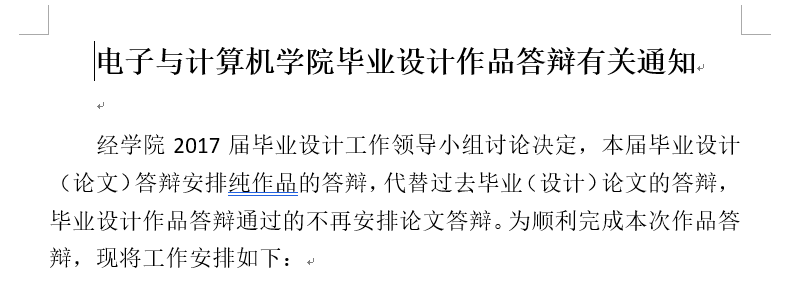 电子与计算机学院毕业设计作品答辩有关通知
经学院 2017 届毕业设计工作领导小组讨论决定，本届毕业设计
（论文）答辩安排纯作品的答辩，代替过去毕业（设计）论文的答辩，
毕业设计作品答辩通过的不再安排论文答辩。为顺利完成本次作品答
辩，现将工作安排如下：